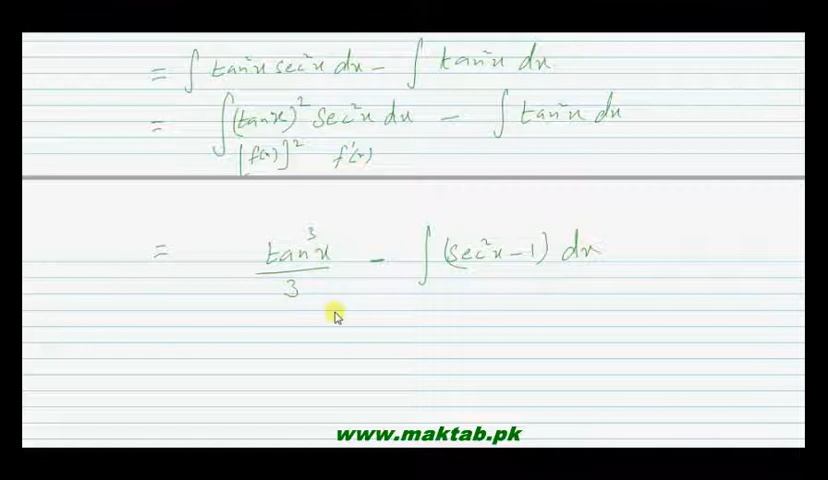 = ∫ tan²x sec²x dx − ∫ tan²x dx
= ∫ (tanx)² sec²x dx − ∫ tan²x dx
[f(x)]² f'(x)
= tan³x/3 − ∫ (sec²x − 1) dx
www.maktab.pk